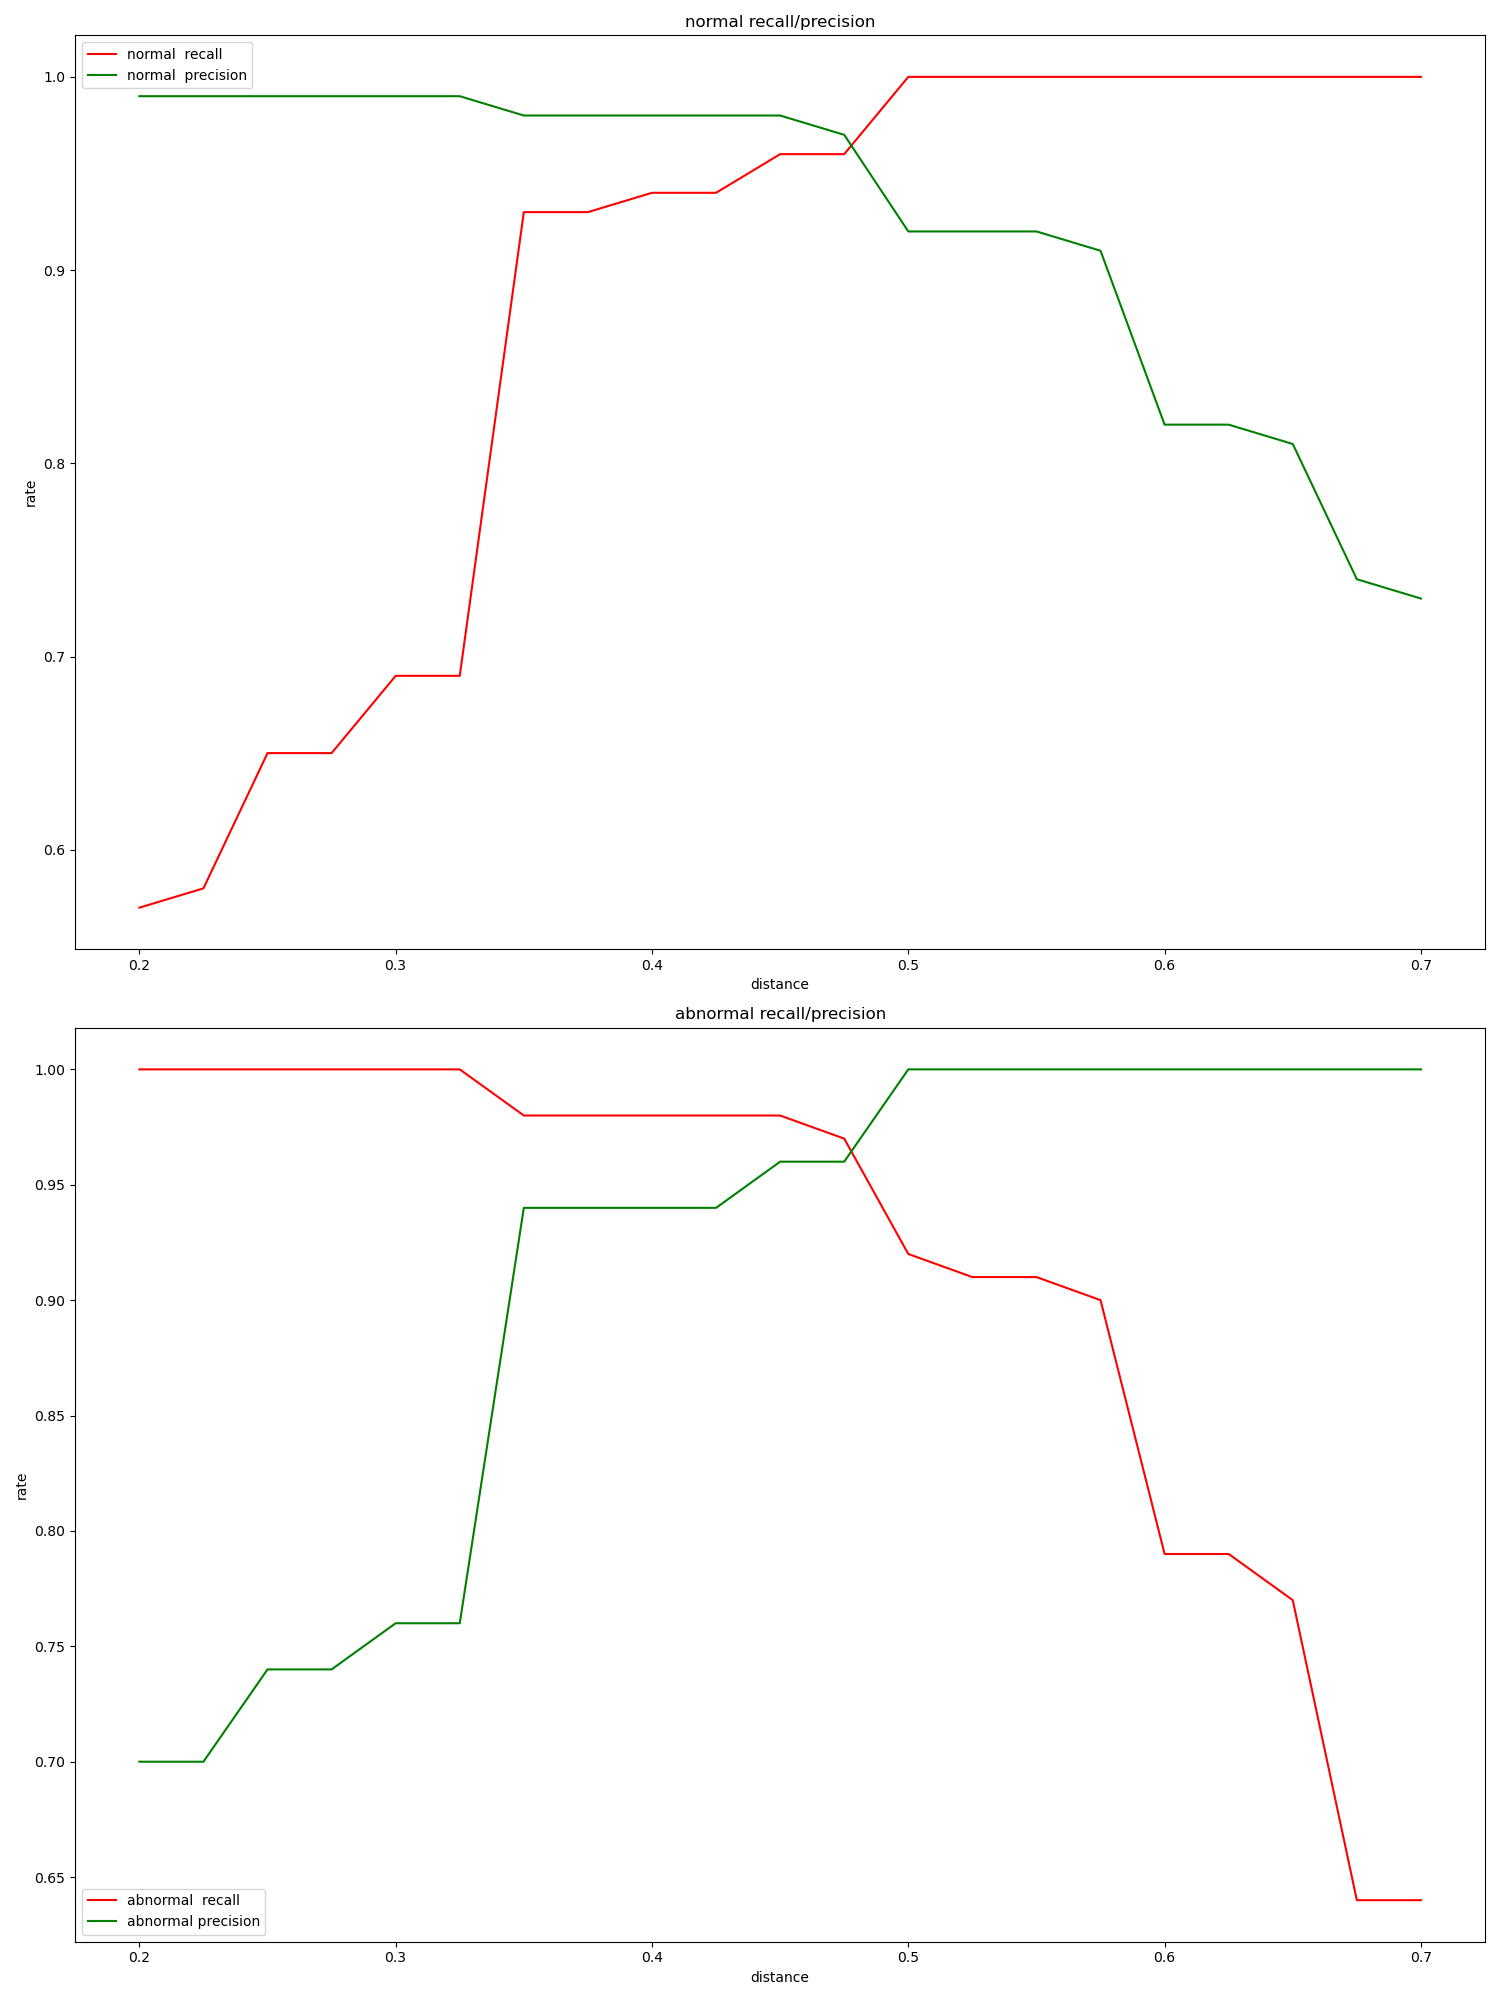 normal recall/precision
normal  recall
normal  precision
1.0
0.9
0.8
0.7
0.6
rate
0.2 0.3 0.4 0.5 0.6 0.7
distance
abnormal recall/precision
1.00
0.95
0.90
0.85
0.80
0.75
0.70
0.65
rate
abnormal  recall
abnormal precision
0.2 0.3 0.4 0.5 0.6 0.7
distance